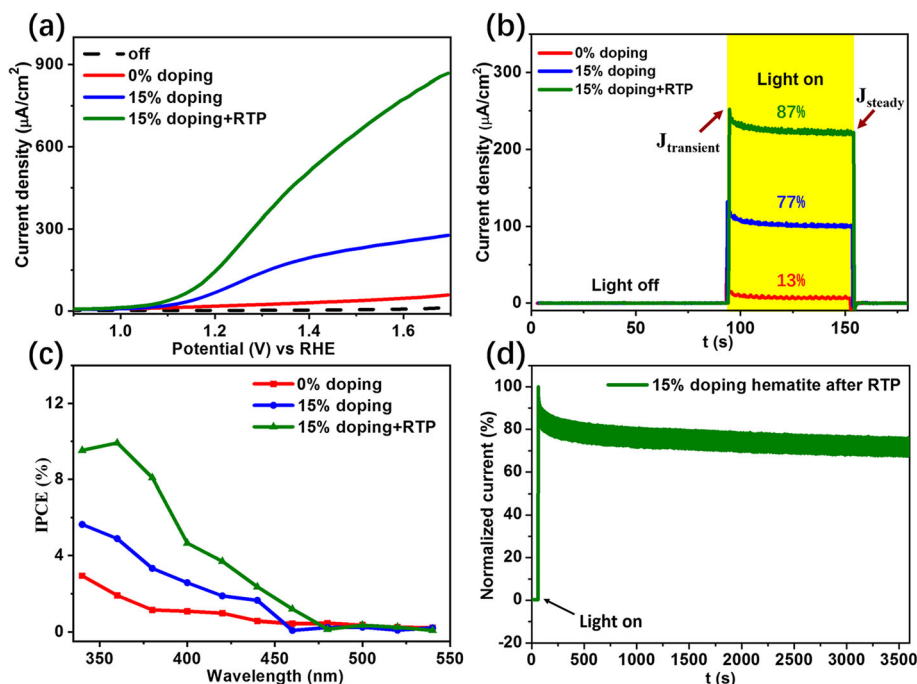 (a)
off
0% doping
15% doping
15% doping+RTP
900
600
300
0
1.0 1.2 1.4 1.6
Current density (μA/cm²)
Potential (V) vs RHE
(b)
0% doping
15% doping
15% doping+RTP
Light on
87%
77%
13%
J_transient
J_steady
Light off
300
200
100
0
0 50 100 150
Current density (μA/cm²)
t (s)
(c)
0% doping
15% doping
15% doping+RTP
12
8
4
0
350 400 450 500 550
IPCE (%)
Wavelength (nm)
(d)
15% doping hematite after RTP
Light on
120
100
80
60
40
20
0
-20
0 500 1000 1500 2000 2500 3000 3500
Normalized current (%)
t (s)